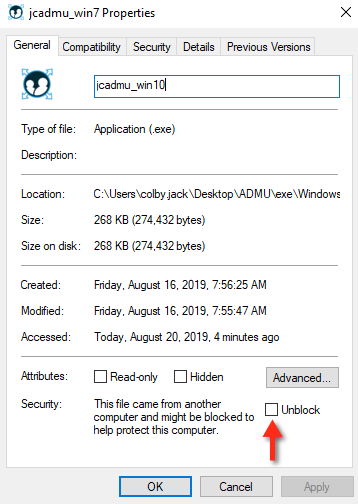 jcadmu_win7 Properties
General Compatibility Security Details Previous Versions
jcadmu_win10
Type of file: Application (.exe)
Description:
Location: C:\Users\colby.jack\Desktop\ADMU\exe\Windows
Size: 268 KB (274,432 bytes)
Size on disk: 268 KB (274,432 bytes)
Created: Friday, August 16, 2019, 7:56:25 AM
Modified: Friday, August 16, 2019, 7:55:47 AM
Accessed: Today, August 20, 2019, 4 minutes ago
Attributes: Read-only Hidden Advanced...
Security: This file came from another
computer and might be blocked to
help protect this computer.
Unblock
OK Cancel Apply